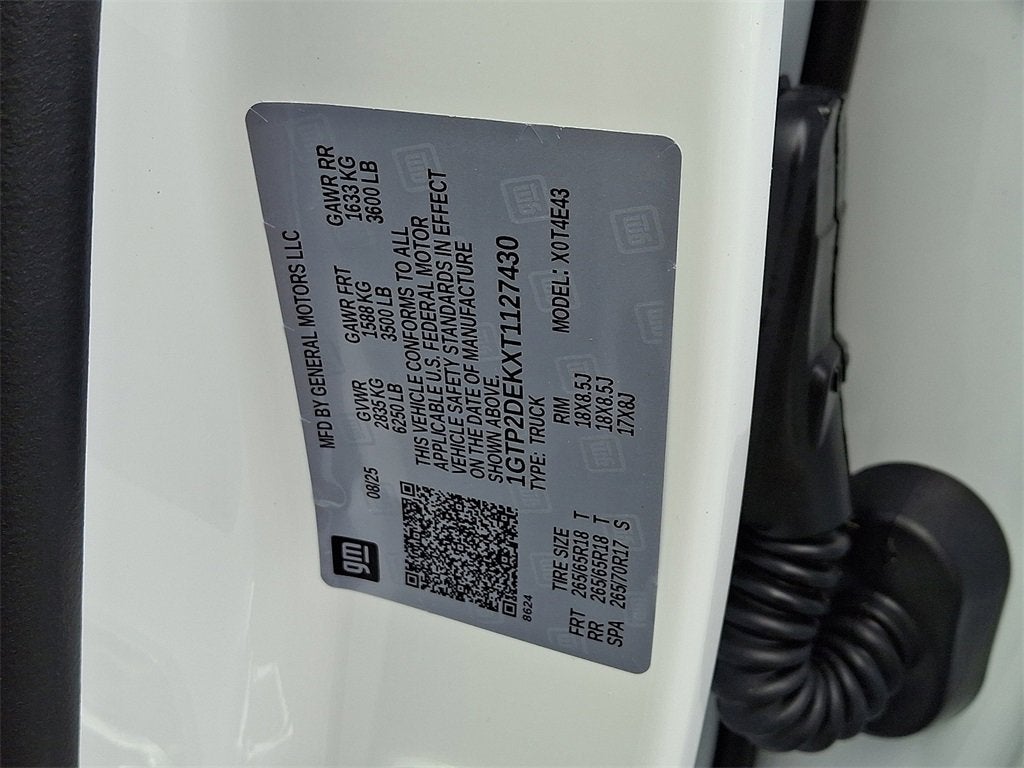 gm
MFD BY GENERAL MOTORS LLC
08/25
GVWR GAWR FRT GAWR RR
2835 KG 1588 KG 1633 KG
6250 LB 3500 LB 3600 LB
THIS VEHICLE CONFORMS TO ALL
APPLICABLE U.S. FEDERAL MOTOR
VEHICLE SAFETY STANDARDS IN EFFECT
ON THE DATE OF MANUFACTURE
SHOWN ABOVE.
1GTP2DEKXT1127430
TYPE: TRUCK MODEL: X0T4E43
8624
TIRE SIZE RIM
FRT 265/65R18 T 18X8.5J
RR 265/65R18 T 18X8.5J
SPA 265/70R17 S 17X8J